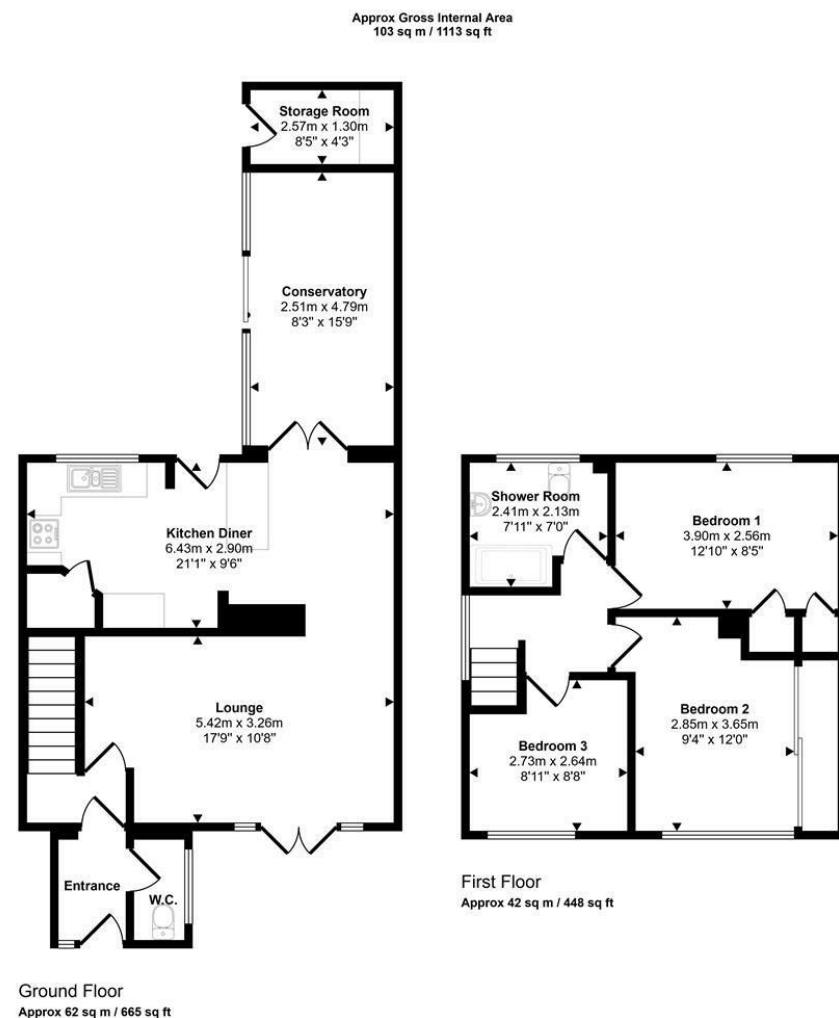 Approx Gross Internal Area
103 sq m / 1113 sq ft
Storage Room
2.57m x 1.30m
8'5" x 4'3"
Conservatory
2.51m x 4.79m
8'3" x 15'9"
Kitchen Diner
6.43m x 2.90m
21'1" x 9'6"
Lounge
5.42m x 3.26m
17'9" x 10'8"
Entrance
W.C.
Ground Floor
Approx 62 sq m / 665 sq ft
Shower Room
2.41m x 2.13m
7'11" x 7'0"
Bedroom 1
3.90m x 2.56m
12'10" x 8'5"
Bedroom 2
2.85m x 3.65m
9'4" x 12'0"
Bedroom 3
2.73m x 2.64m
8'11" x 8'8"
First Floor
Approx 42 sq m / 448 sq ft